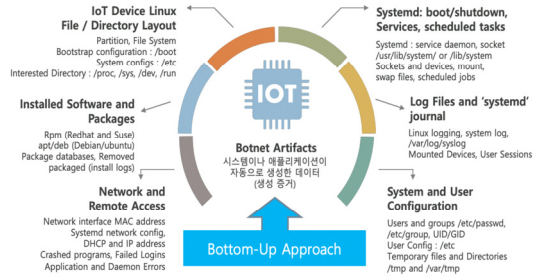 IoT Device Linux
File / Directory Layout
Partition, File System
Bootstrap configuration : /boot
System configs : /etc
Interested Directory : /proc, /sys, /dev, /run
Installed Software and
Packages
Rpm (Redhat and Suse)
apt/deb (Debian/ubuntu)
Package databases, Removed
packaged (install logs)
Network and
Remote Access
Network interface MAC address
Systemd network config,
DHCP and IP address
Crashed programs, Failed Logins
Application and Daemon Errors
IOT
Botnet Artifacts
시스템이나 애플리케이션이
자동으로 생성한 데이터
(생성 증거)
Bottom-Up Approach
Systemd: boot/shutdown,
Services, scheduled tasks
Systemd : service daemon, socket
/usr/lib/system/ or /lib/system
Sockets and devices, mount,
swap files, scheduled jobs
Log Files and 'systemd'
journal
Linux logging, system log,
/var/log/syslog
Mounted Devices, User Sessions
System and User
Configuration
Users and groups /etc/passwd,
/etc/group, UID/GID
User Config : /etc
Temporary files and Directories
/tmp and /var/tmp